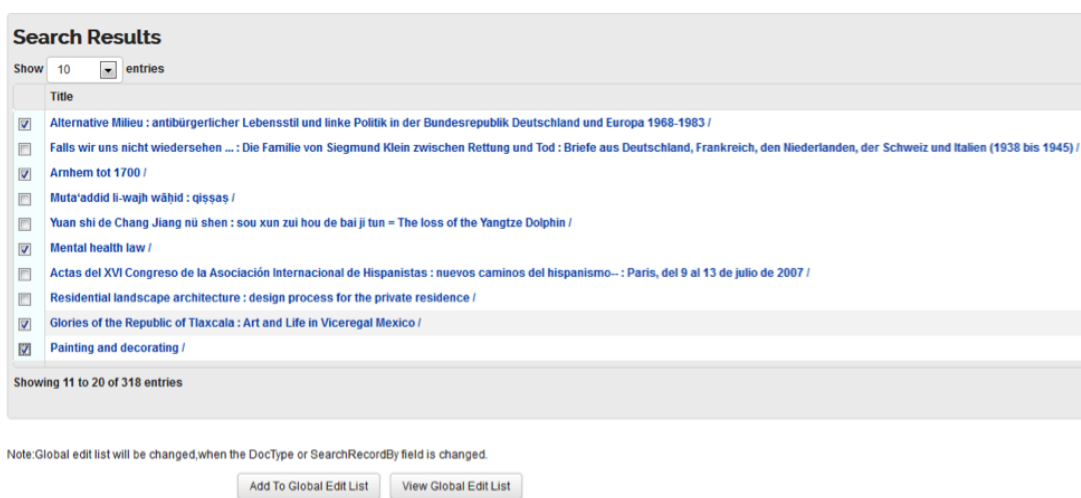 Search Results
Show 10 entries
Title
Alternative Milieu : antibürgerlicher Lebensstil und linke Politik in der Bundesrepublik Deutschland und Europa 1968-1983 /
Falls wir uns nicht wiedersehen ... : Die Familie von Siegmund Klein zwischen Rettung und Tod : Briefe aus Deutschland, Frankreich, den Niederlanden, der Schweiz und Italien (1938 bis 1945) /
Arnhem tot 1700 /
Mutaʻaddid li-wajh wāḥid : qiṣṣaṣ /
Yuan shi de Chang Jiang nü shen : sou xun zui hou de bai ji tun = The loss of the Yangtze Dolphin /
Mental health law /
Actas del XVI Congreso de la Asociación Internacional de Hispanistas : nuevos caminos del hispanismo-- : Paris, del 9 al 13 de julio de 2007 /
Residential landscape architecture : design process for the private residence /
Glories of the Republic of Tlaxcala : Art and Life in Viceregal Mexico /
Painting and decorating /
Showing 11 to 20 of 318 entries
Note:Global edit list will be changed,when the DocType or SearchRecordBy field is changed.
Add To Global Edit List View Global Edit List